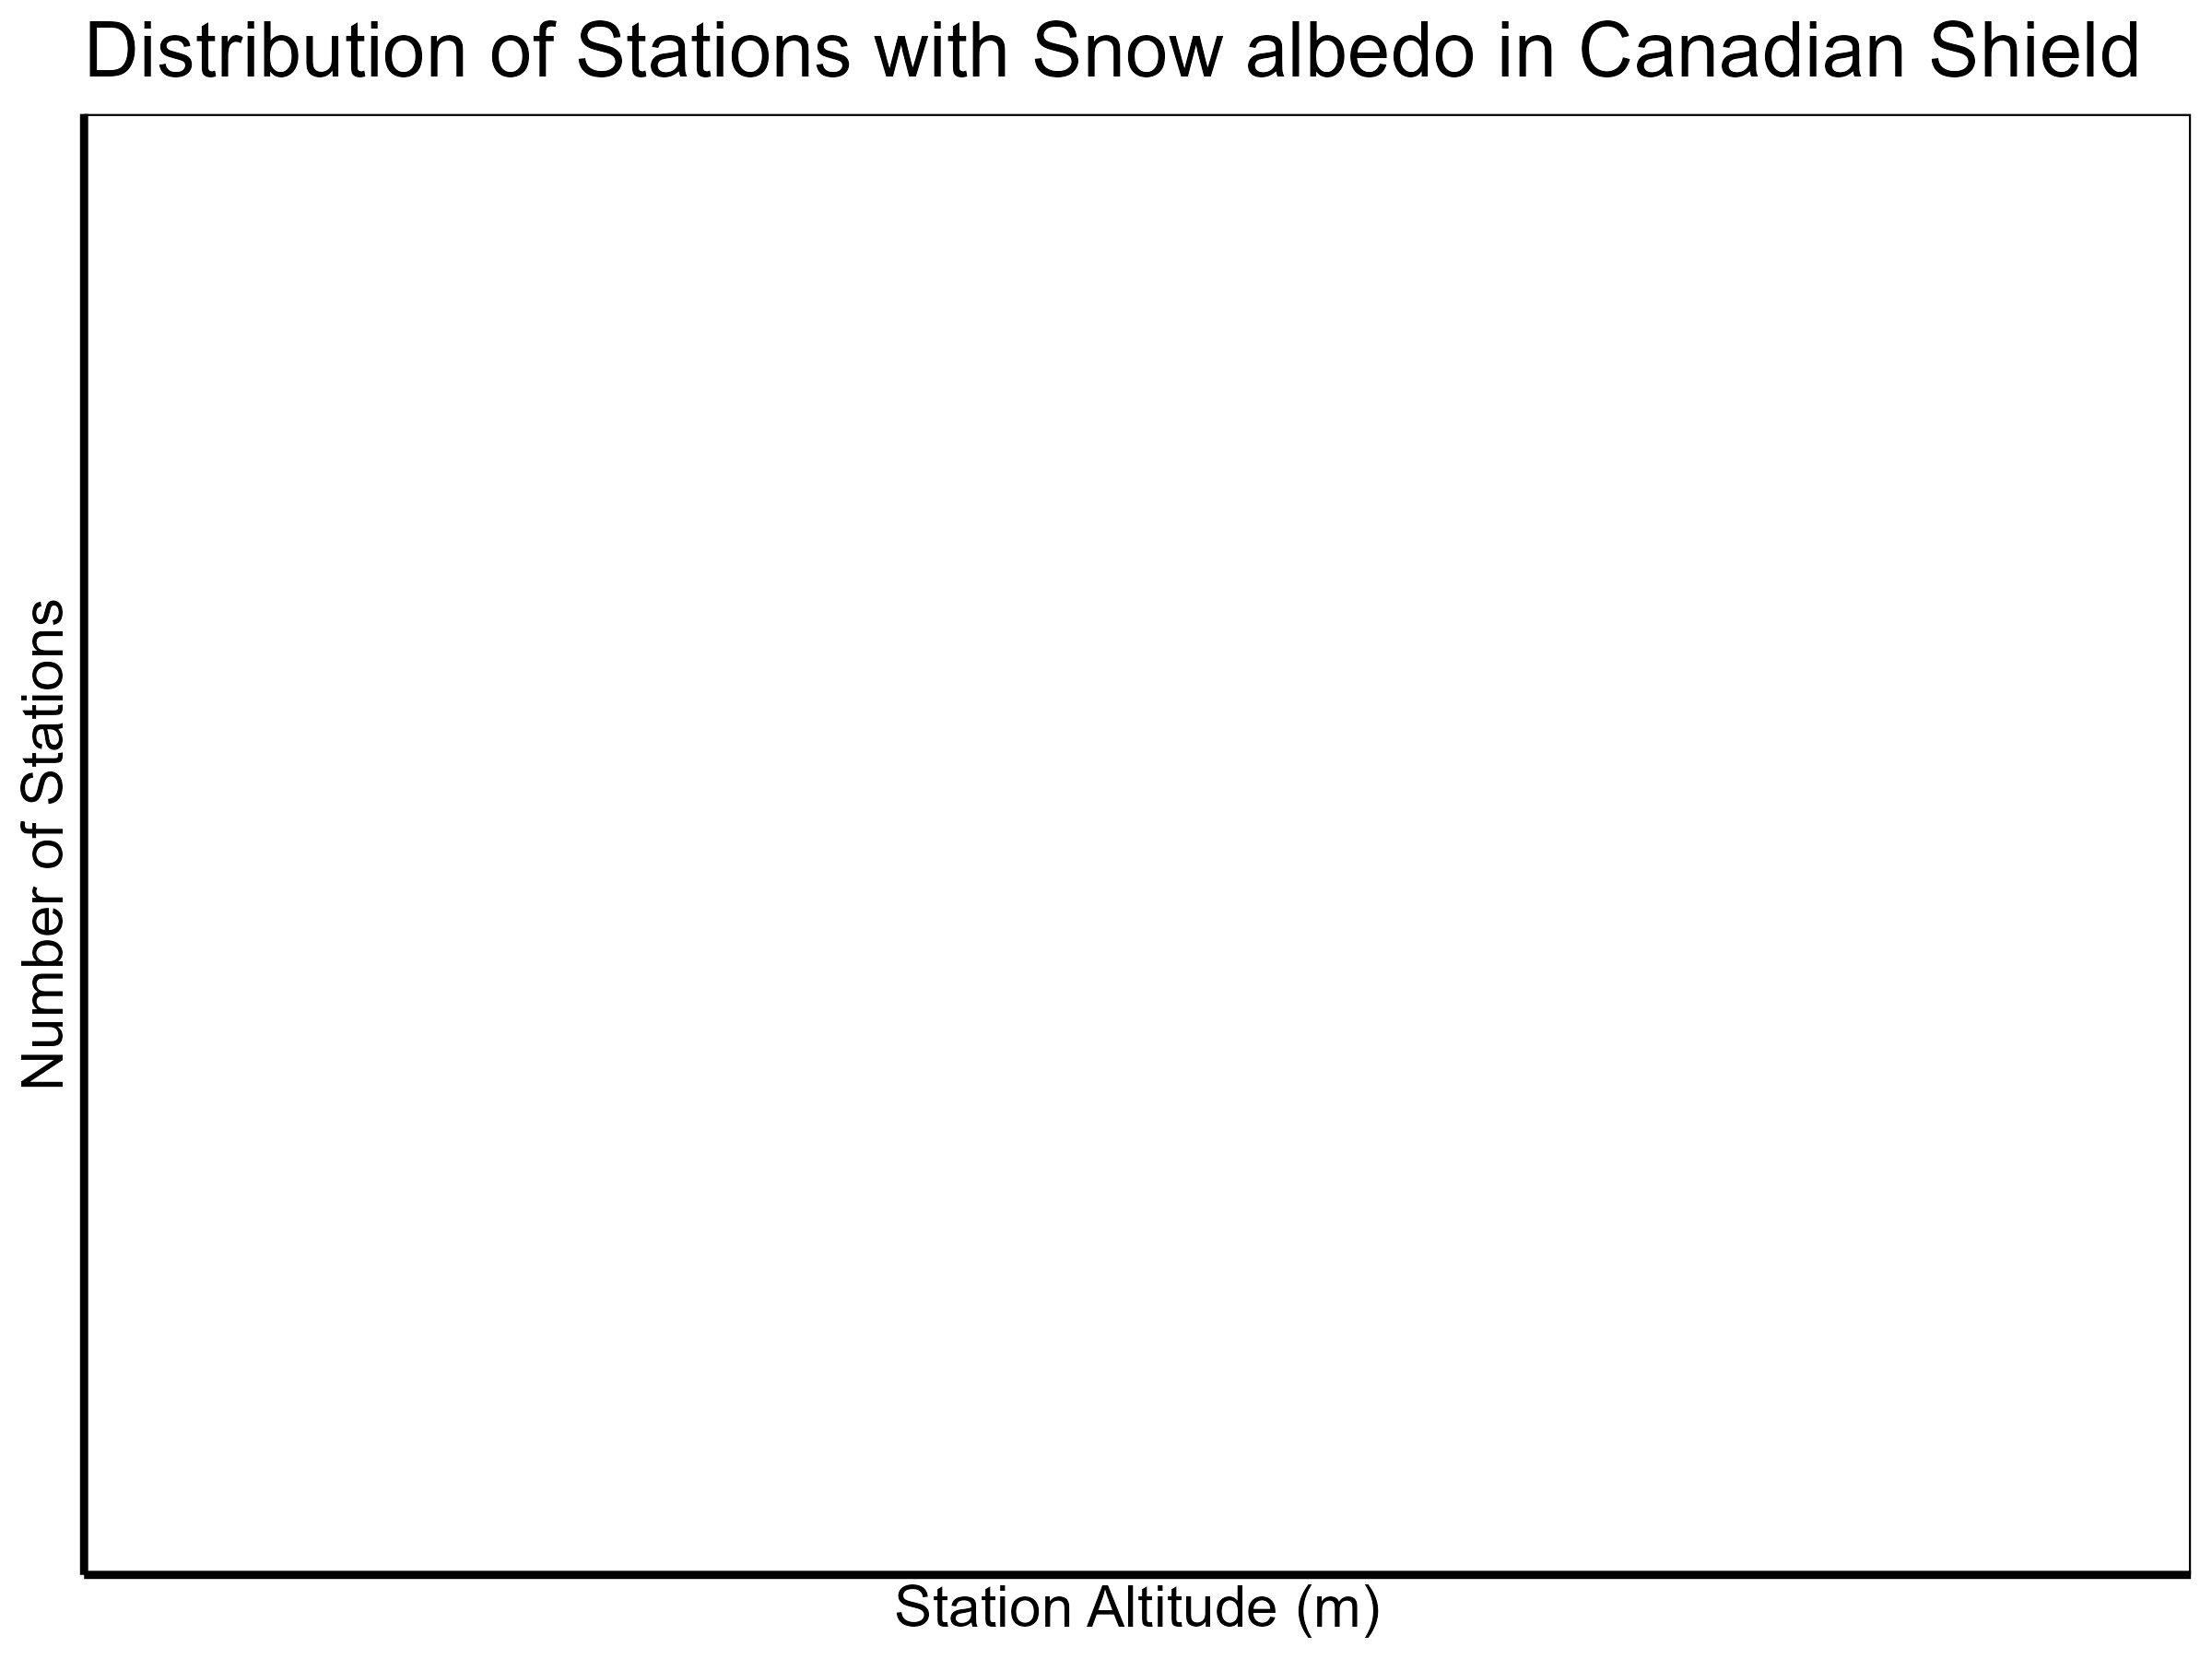 Distribution of Stations with Snow albedo in Canadian Shield
Number of Stations
Station Altitude (m)